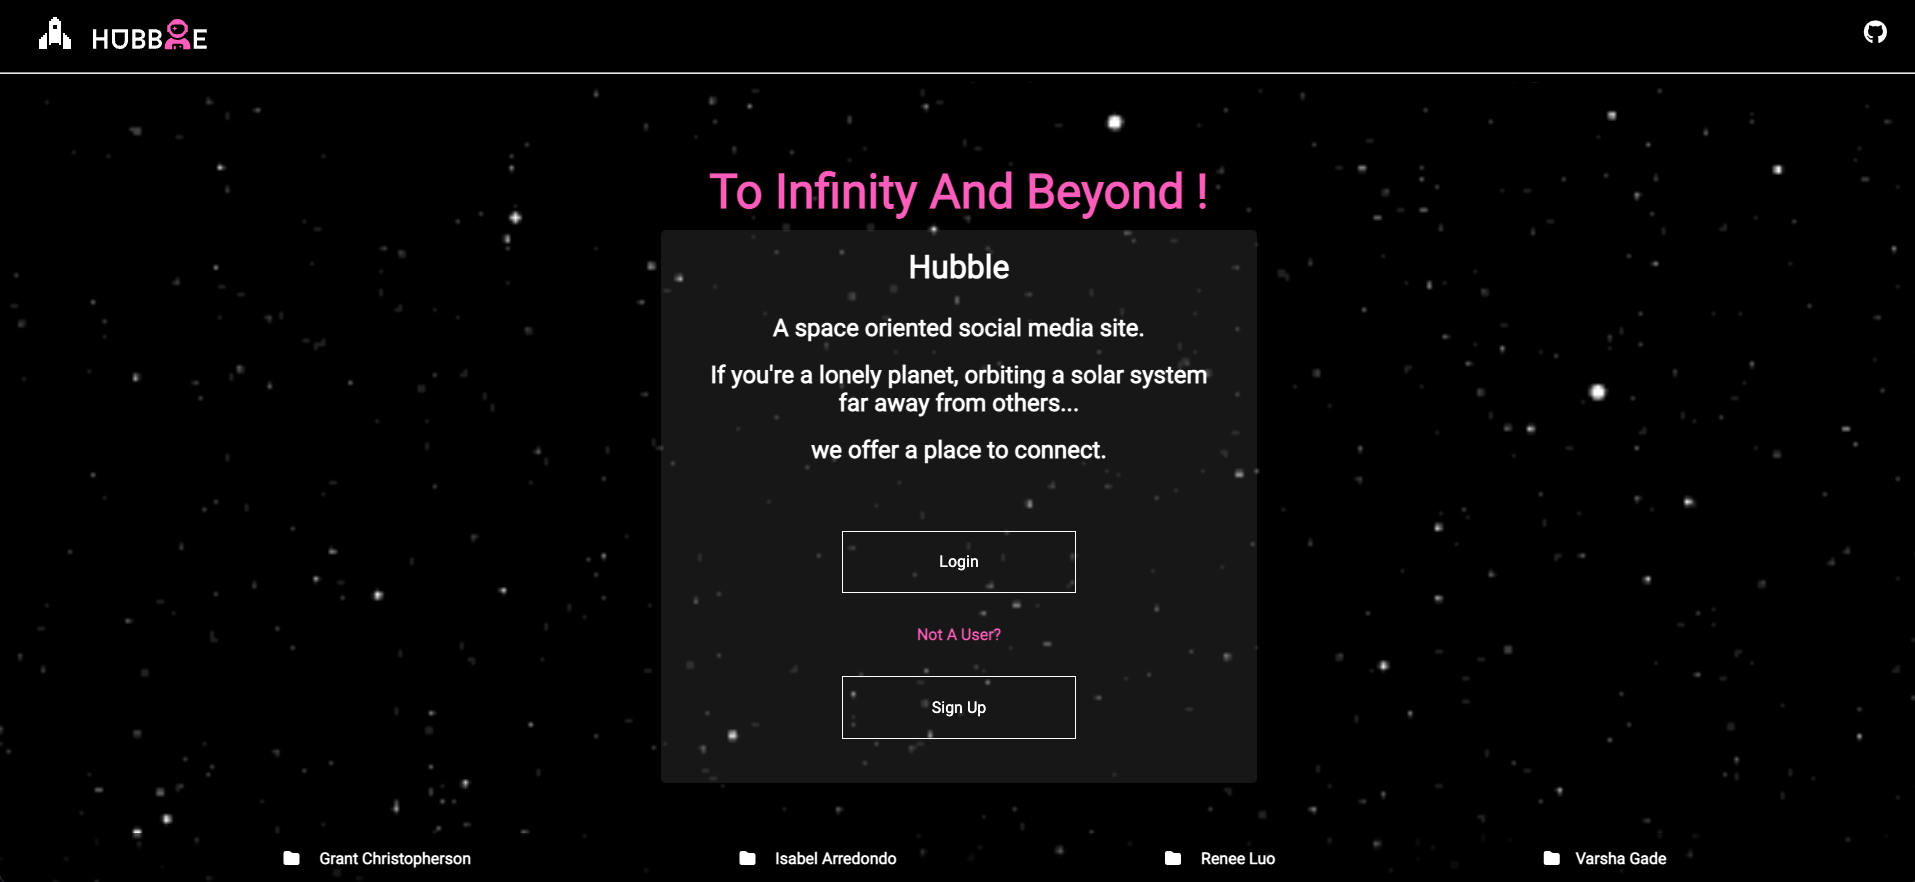 HUBBLE
To Infinity And Beyond !
Hubble
A space oriented social media site.
If you're a lonely planet, orbiting a solar system
far away from others...
we offer a place to connect.
Login
Not A User?
Sign Up
Grant Christopherson
Isabel Arredondo
Renee Luo
Varsha Gade